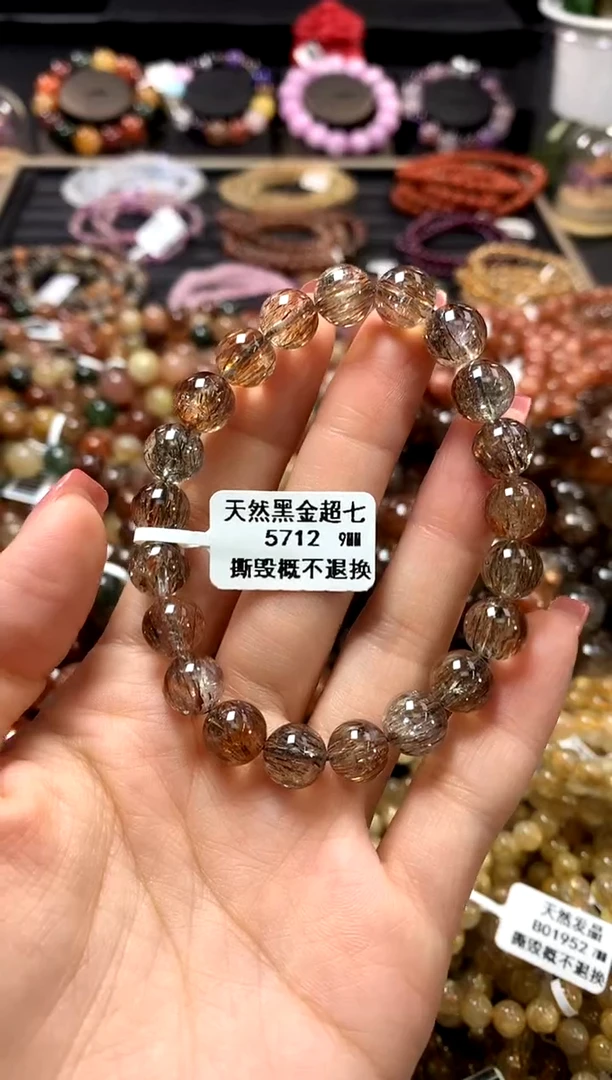 天然黑金超七
5712 9MM
撕毁概不退换
天然发晶
B01952
撕毁概不退换